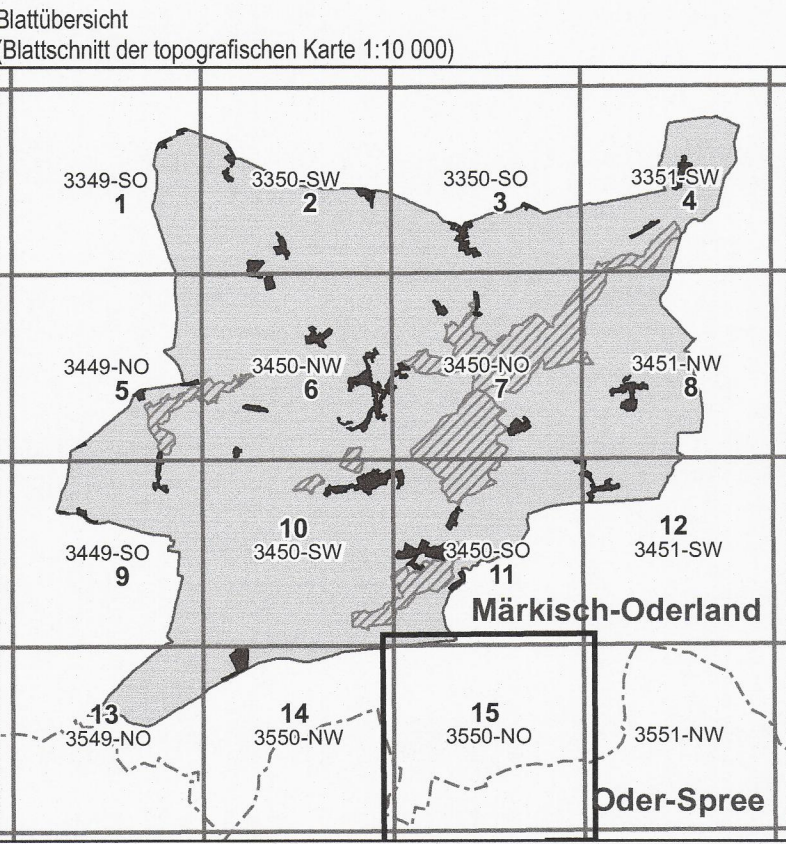 Blattübersicht
(Blattschnitt der topografischen Karte 1:10 000)
3349-SO
1
3350-SW
2
3350-SO
3
3351-SW
4
3449-NO
5
3450-NW
6
3450-NO
7
3451-NW
8
3449-SO
9
10
3450-SW
3450-SO
11
12
3451-SW
Märkisch-Oderland
13
3549-NO
14
3550-NW
15
3550-NO
3551-NW
Oder-Spree